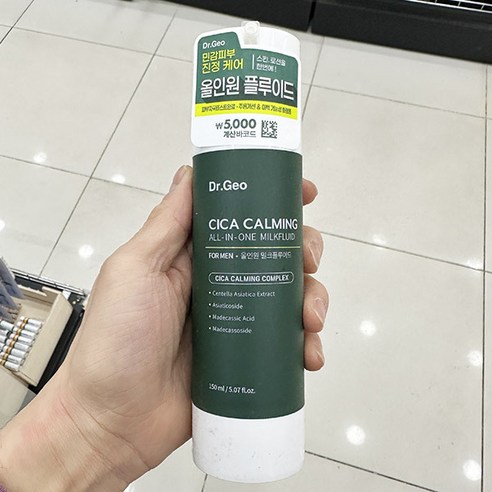 Dr.Geo
민감피부
진정 케어
스킨, 로션을
한번에!
올인원 플루이드
₩5,000
계산바코드
Dr.Geo
CICA CALMING
ALL-IN-ONE MILKFLUID
FOR MEN • 올인원 밀크플루이드
CICA CALMING COMPLEX
• Centella Asiatica Extract
• Asiaticoside
• Madecassic Acid
• Madecassoside
150 ml / 5.07 fl.oz.